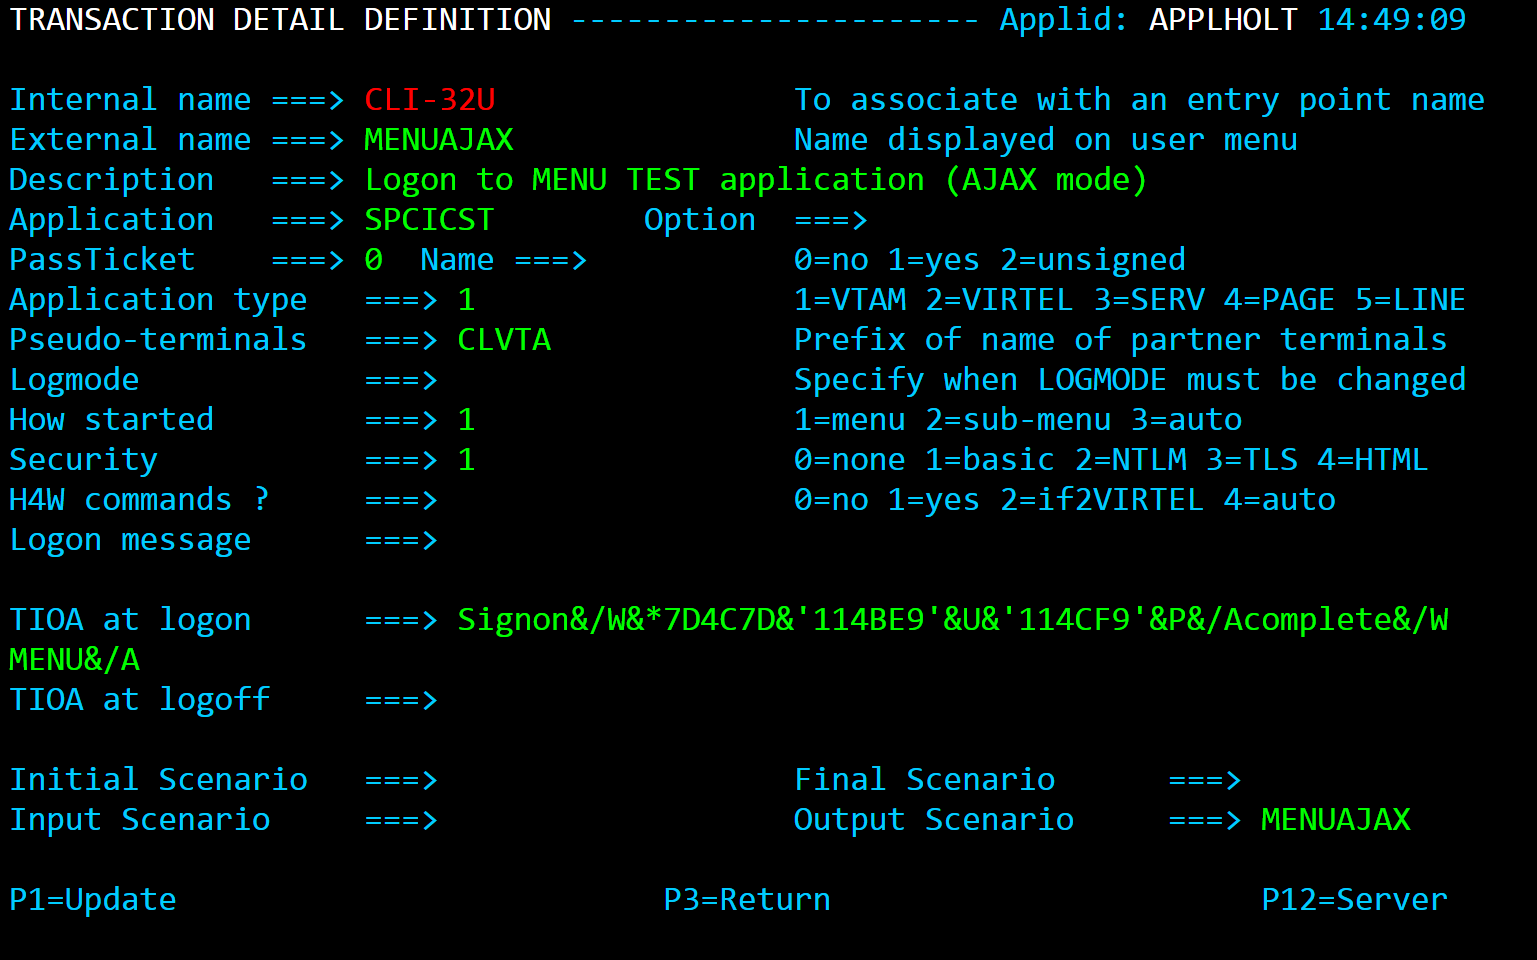 TRANSACTION DETAIL DEFINITION ---------------------- Applid: APPLHOLT 14:49:09
Internal name ===> CLI-32U To associate with an entry point name
External name ===> MENUAJAX Name displayed on user menu
Description ===> Logon to MENU TEST application (AJAX mode)
Application ===> SPCICST Option ===>
PassTicket ===> 0 Name ===> 0=no 1=yes 2=unsigned
Application type ===> 1 1=VTAM 2=VIRTEL 3=SERV 4=PAGE 5=LINE
Pseudo-terminals ===> CLVTA Prefix of name of partner terminals
Logmode ===> Specify when LOGMODE must be changed
How started ===> 1 1=menu 2=sub-menu 3=auto
Security ===> 1 0=none 1=basic 2=NTLM 3=TLS 4=HTML
H4W commands ? ===> 0=no 1=yes 2=if2VIRTEL 4=auto
Logon message ===>
TIOA at logon ===> Signon&/W&*7D4C7D&'114BE9'&U&'114CF9'&P&/Acomplete&/W
MENU&/A
TIOA at logoff ===>
Initial Scenario ===> Final Scenario ===>
Input Scenario ===> Output Scenario ===> MENUAJAX
P1=Update P3=Return P12=Server